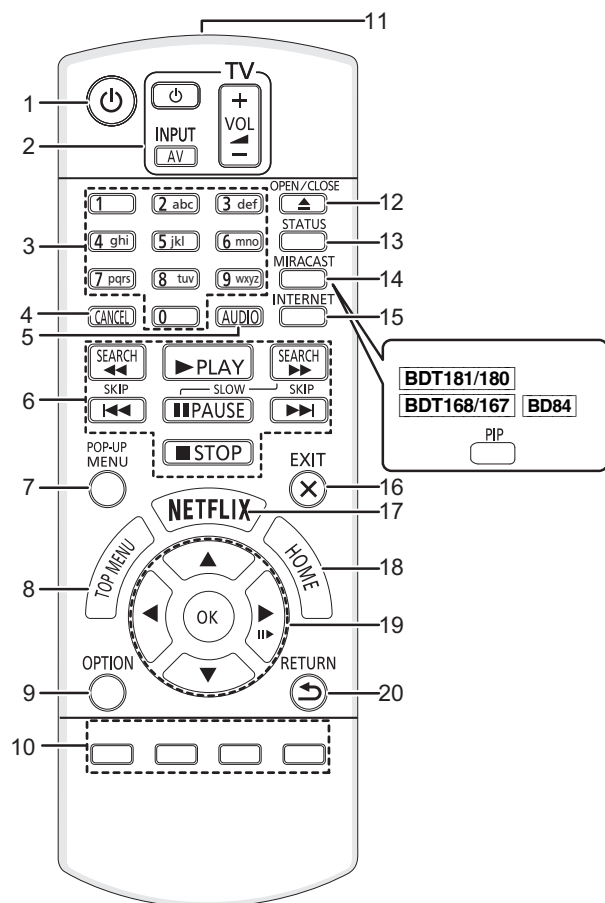 11
TV
1
+
VOL
−
2
INPUT
AV
OPEN/CLOSE
12
1
2 abc
3 def
STATUS
13
3
4 ghi
5 jkl
6 mno
MIRACAST
14
7 pqrs
8 tuv
9 wxyz
INTERNET
15
4
CANCEL
0
AUDIO
5
BDT181/180
BDT168/167
BD84
PIP
6
SEARCH
PLAY
SEARCH
SKIP
SLOW
SKIP
PAUSE
STOP
POP-UP
MENU
EXIT
16
7
NETFLIX
17
8
TOP MENU
HOME
18
OK
19
9
OPTION
RETURN
20
10